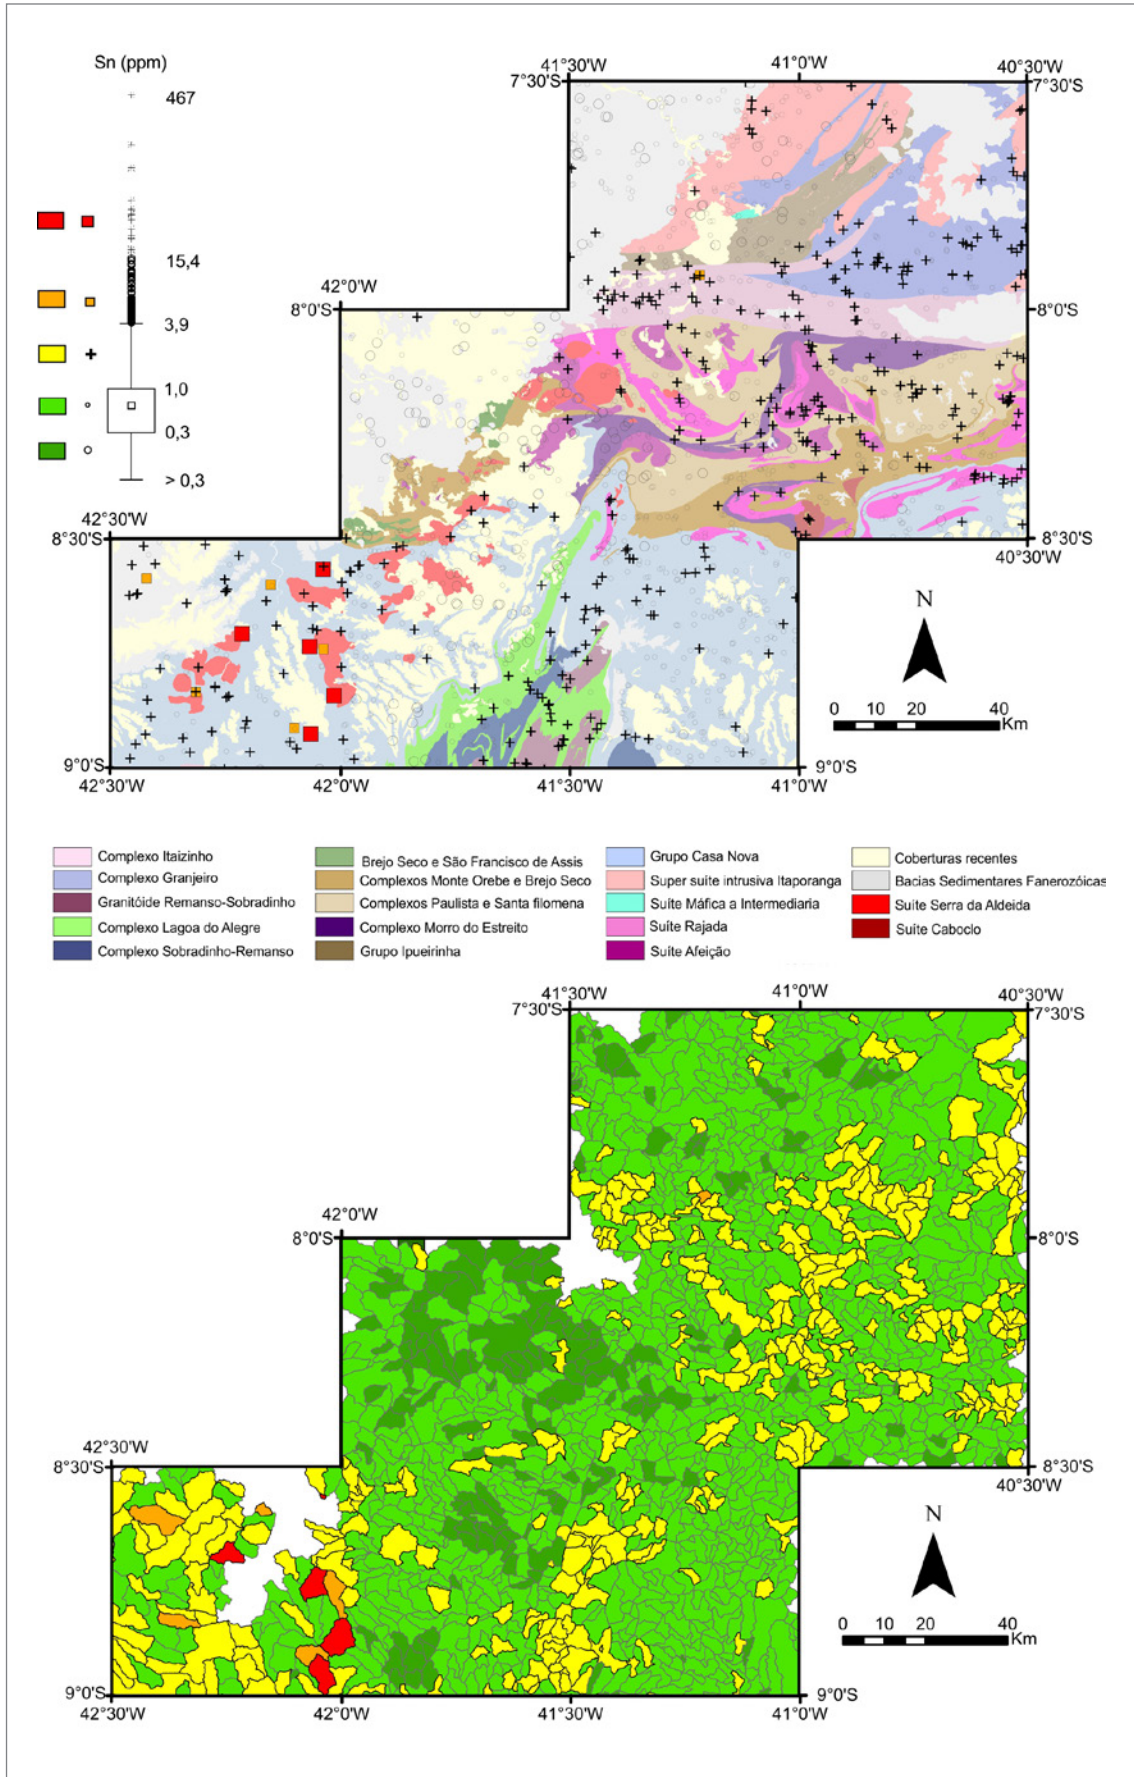 Sn (ppm)
467
15,4
3,9
1,0
0,3
> 0,3
41°30'W
41°0'W
40°30'W
7°30'S
7°30'S
42°0'W
8°0'S
8°0'S
42°30'W
8°30'S
40°30'W
N
0 10 20 40
Km
9°0'S
9°0'S
42°30'W
42°0'W
41°30'W
41°0'W
Complexo Itaizinho
Complexo Granjeiro
Granitóide Remanso-Sobradinho
Complexo Lagoa do Alegre
Complexo Sobradinho-Remanso
Brejo Seco e São Francisco de Assis
Complexos Monte Orebe e Brejo Seco
Complexos Paulista e Santa filomena
Complexo Morro do Estreito
Grupo Ipueirinha
Grupo Casa Nova
Super suíte intrusiva Itaporanga
Suíte Máfica a Intermediaria
Suíte Rajada
Suíte Afeição
Coberturas recentes
Bacias Sedimentares Fanerozóicas
Suíte Serra da Aldeida
Suíte Caboclo
41°30'W
41°0'W
40°30'W
7°30'S
7°30'S
42°0'W
8°0'S
8°0'S
42°30'W
8°30'S
8°30'S
40°30'W
N
0 10 20 40
Km
9°0'S
9°0'S
42°30'W
42°0'W
41°30'W
41°0'W